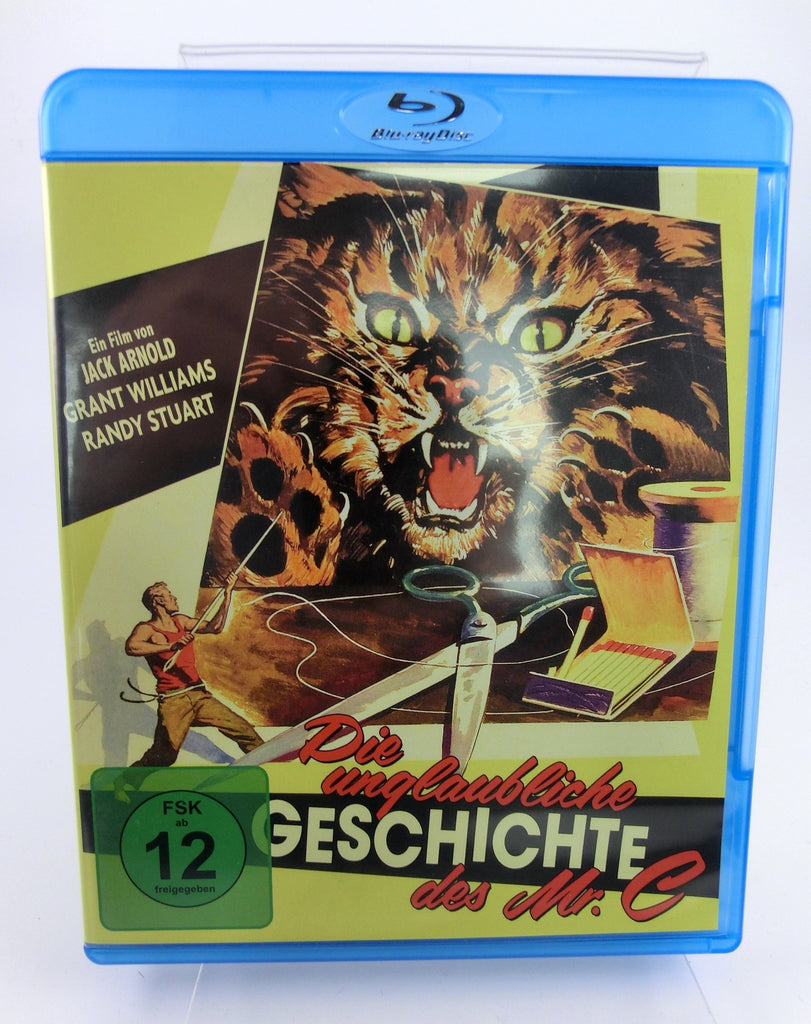 Blu-ray Disc
Ein Film von
JACK ARNOLD
GRANT WILLIAMS
RANDY STUART
Die
unglaubliche
GESCHICHTE
des Mr. C
FSK
ab
12
freigegeben